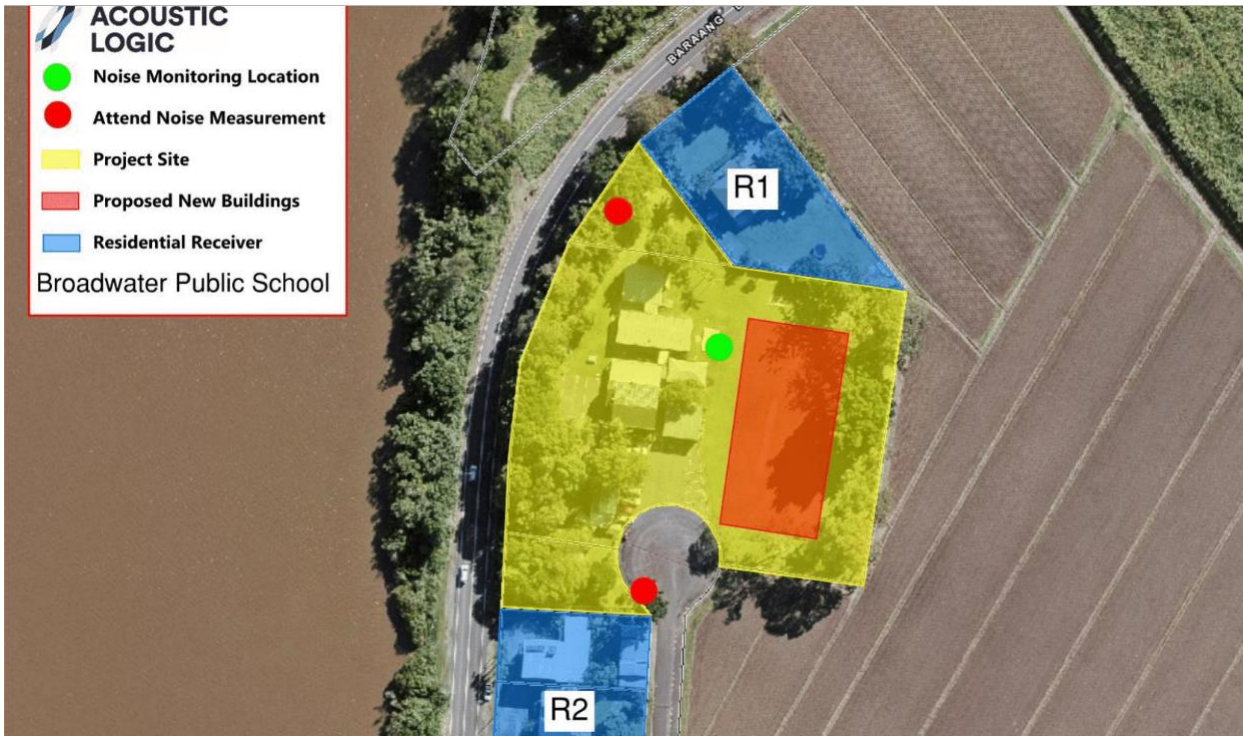 ACOUSTIC
LOGIC
Noise Monitoring Location
Attend Noise Measurement
Project Site
Proposed New Buildings
Residential Receiver
Broadwater Public School
BARAANG
R1
R2